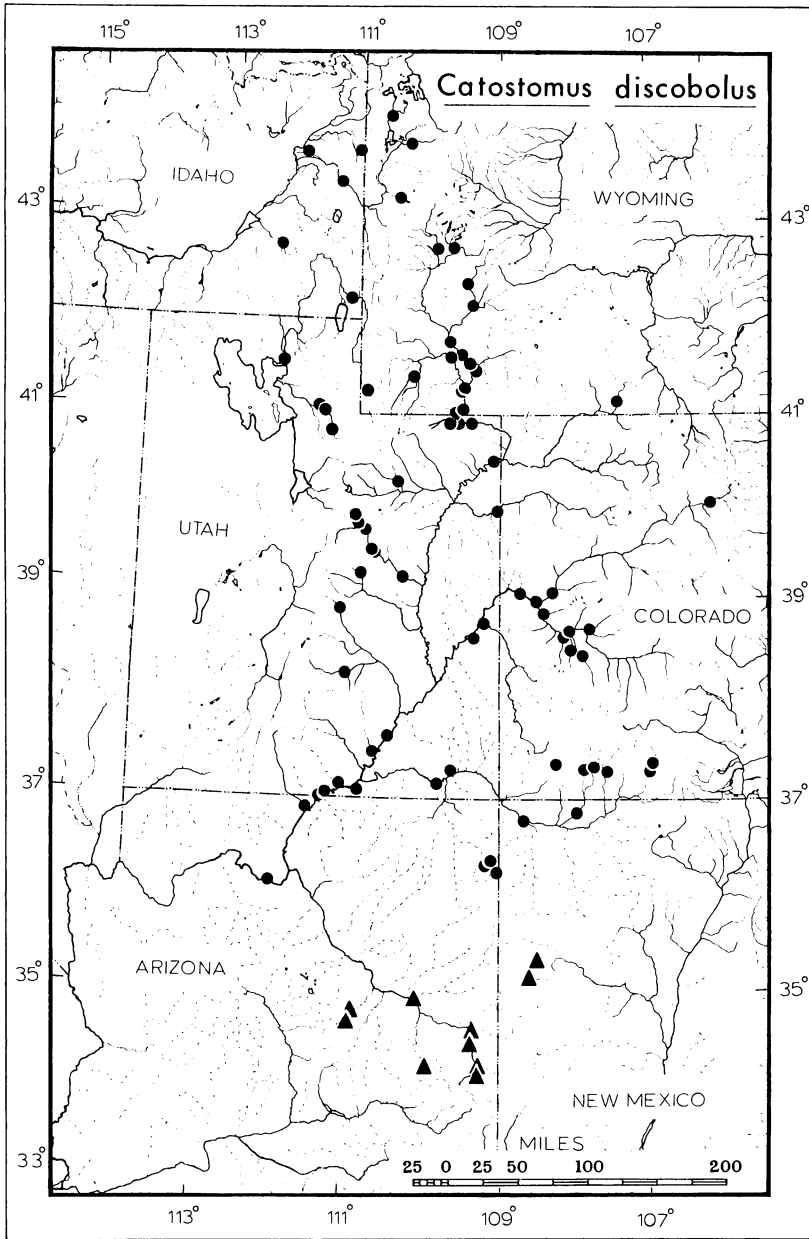 115° 113° 111° 109° 107°
Catostomus discobolus
IDAHO
WYOMING
43° 43°
41° 41°
UTAH
39° 39°
COLORADO
37° 37°
ARIZONA
35° 35°
NEW MEXICO
MILES
33°
25 0 25 50 100 200
113° 111° 109° 107°